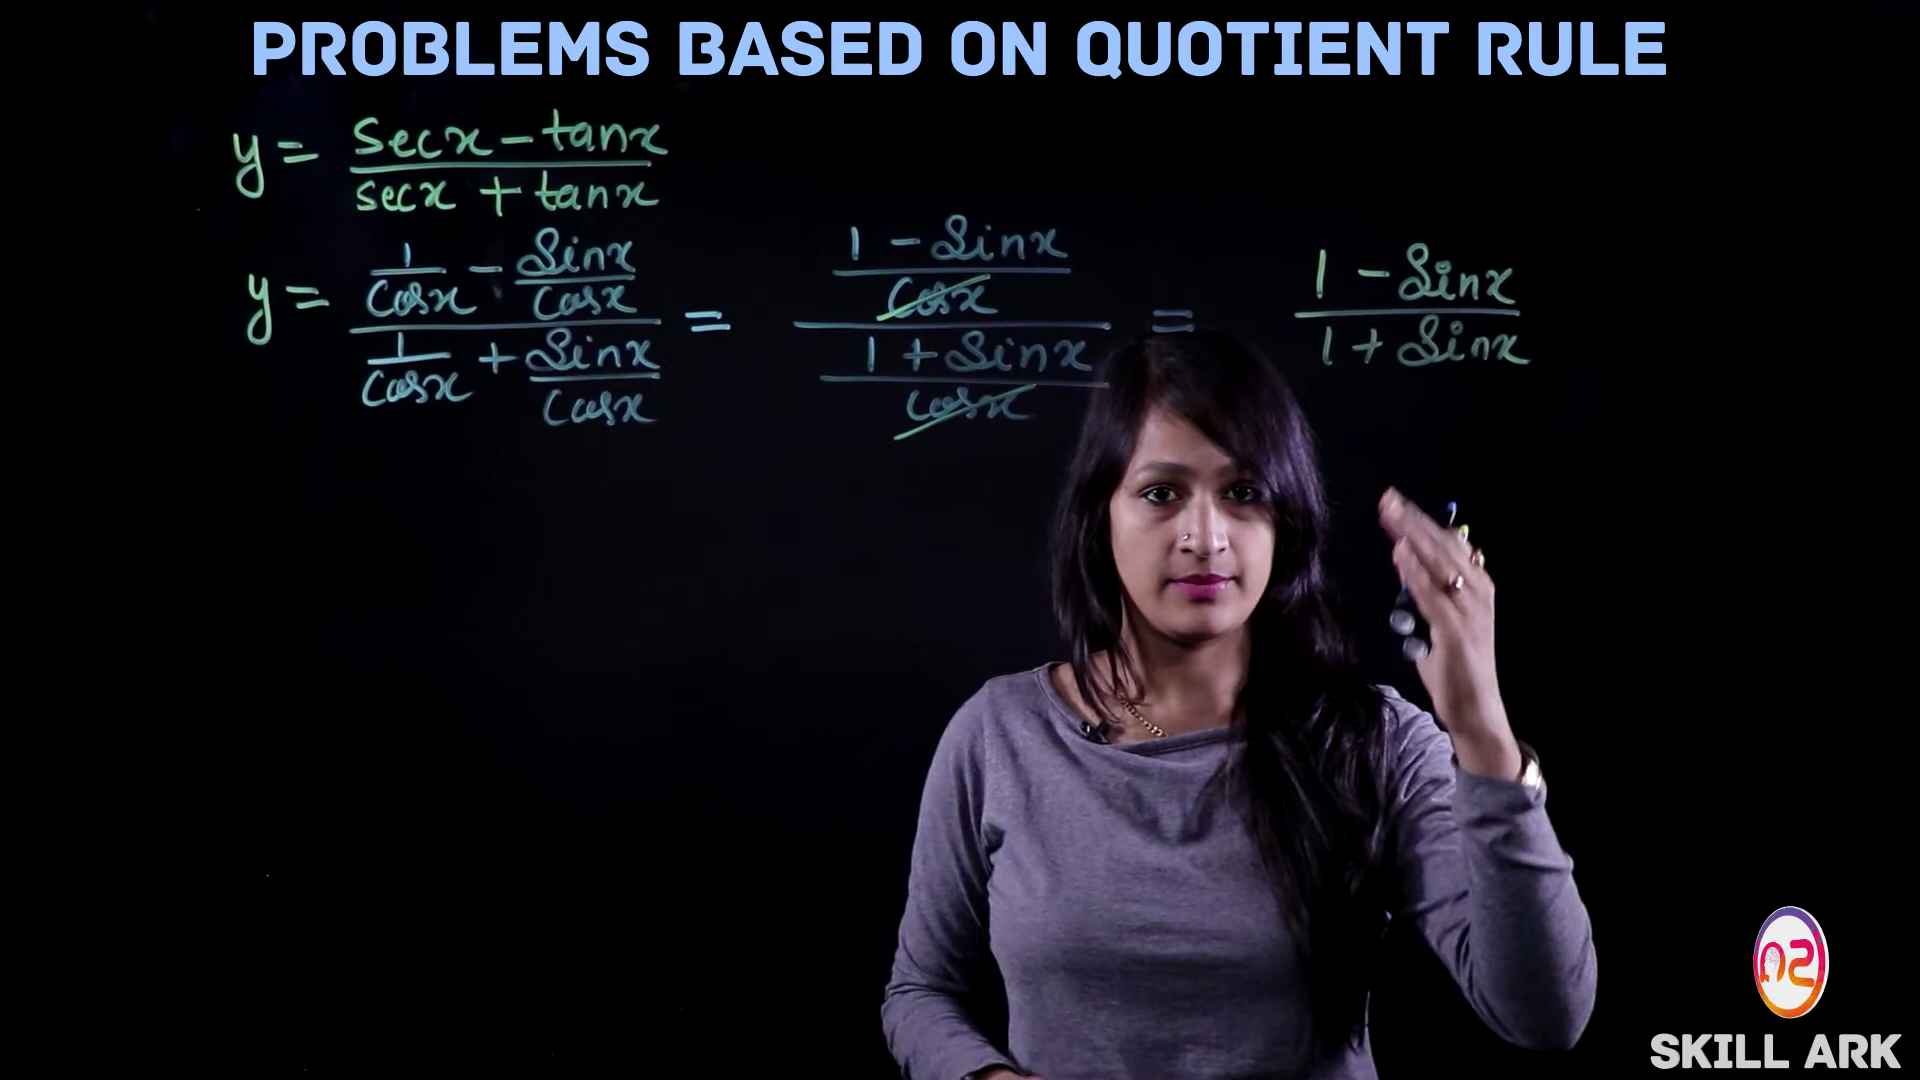 PROBLEMS BASED ON QUOTIENT RULE
y = secx - tanx / secx + tanx
y = 1/cosx - sinx/cosx / 1/cosx + sinx/cosx = 1 - sinx / cosx / 1 + sinx / cosx = 1 - sinx / 1 + sinx
SKILL ARK